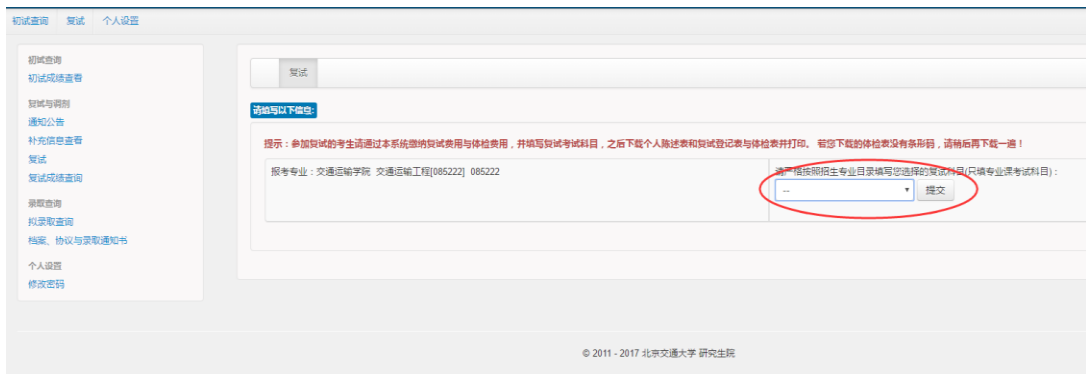 初试查询 复试 个人设置
初试查询
初试成绩查看
复试与调剂
通知公告
补充信息查看
复试
复试成绩查询
录取查询
拟录取查询
档案、协议与录取通知书
个人设置
修改密码
复试
请填写以下信息:
提示：参加复试的考生请通过本系统缴纳复试费用与体检费用，并填写复试考试科目，之后下载个人陈述表和复试登记表与体检表并打印。 若您下载的体检表没有条形码，请稍后再下载一遍！
报考专业：交通运输学院 交通运输工程[085222] 085222
请严格按照招生专业目录填写您选择的复试科目(只填专业课考试科目)：
-- 提交
© 2011 - 2017 北京交通大学 研究生院